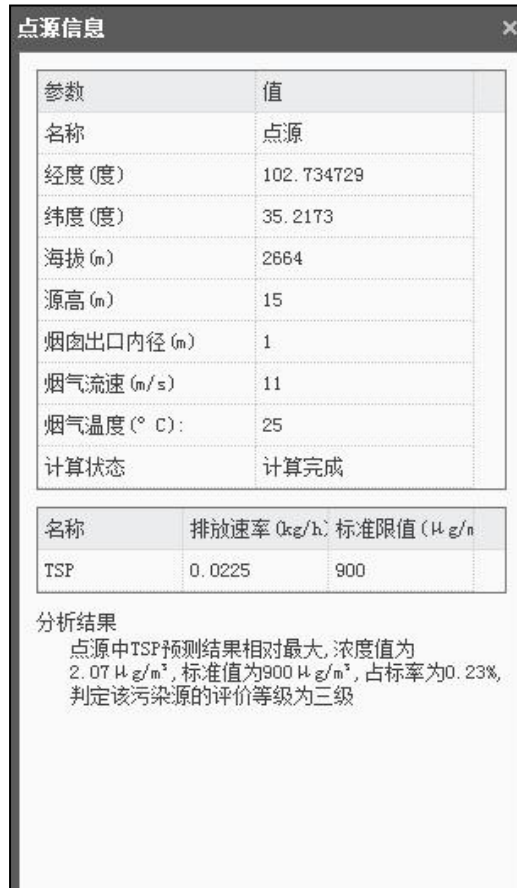 点源信息 ×
参数 值
名称 点源
经度(度) 102.734729
纬度(度) 35.2173
海拔(m) 2664
源高(m) 15
烟囱出口内径(m) 1
烟气流速(m/s) 11
烟气温度(° C): 25
计算状态 计算完成
名称 排放速率(kg/h) 标准限值(μg/m
TSP 0.0225 900
分析结果
点源中TSP预测结果相对最大,浓度值为
2.07μg/m³,标准值为900μg/m³,占标率为0.23%,
判定该污染源的评价等级为三级